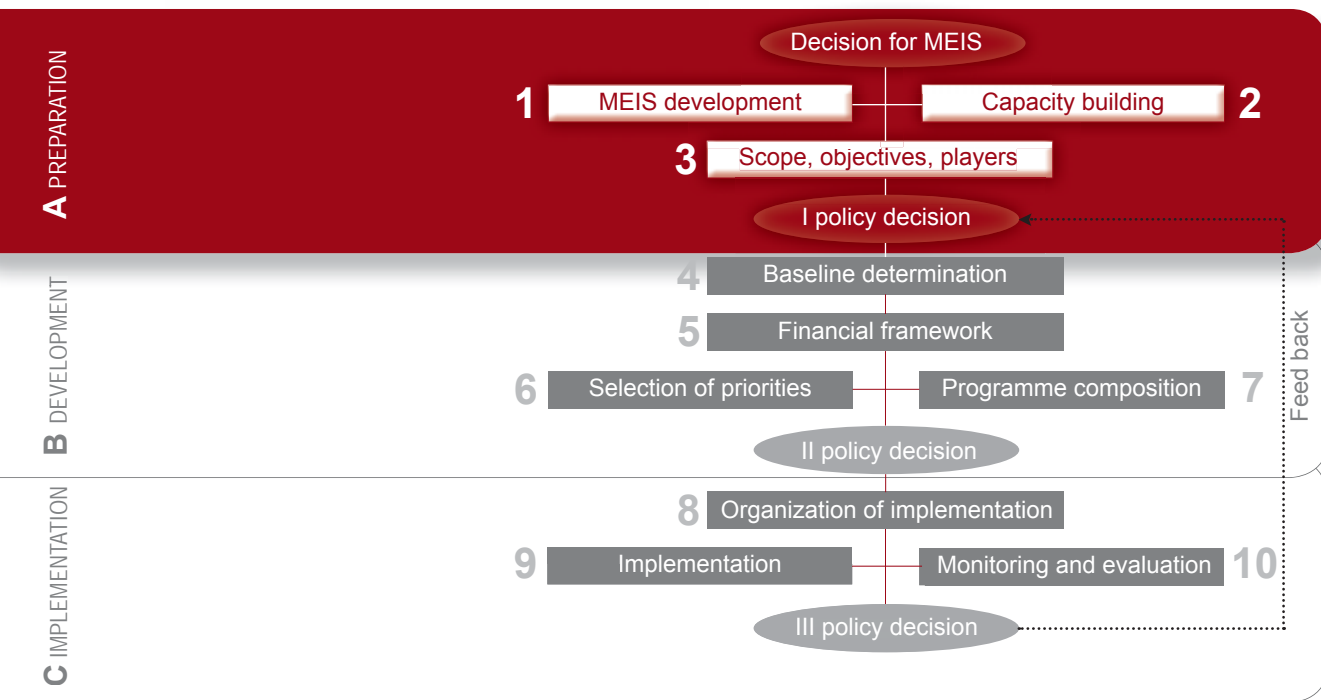 A PREPARATION
Decision for MEIS
1 MEIS development
Capacity building 2
3 Scope, objectives, players
I policy decision
B DEVELOPMENT
4 Baseline determination
5 Financial framework
6 Selection of priorities
Programme composition 7
II policy decision
Feed back
C IMPLEMENTATION
8 Organization of implementation
9 Implementation
Monitoring and evaluation 10
III policy decision